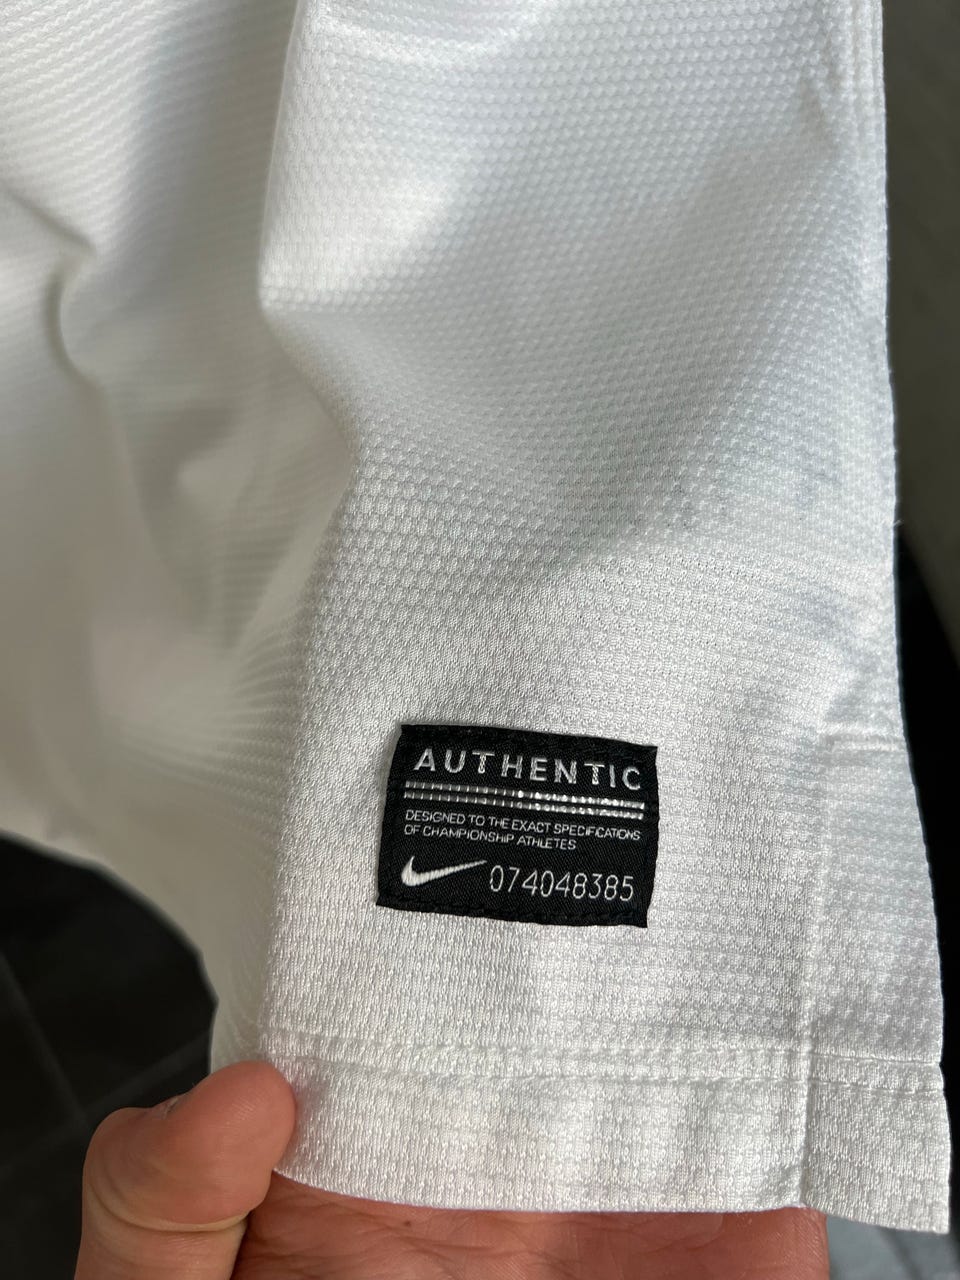 AUTHENTIC
DESIGNED TO THE EXACT SPECIFICATIONS
OF CHAMPIONSHIP ATHLETES
074048385